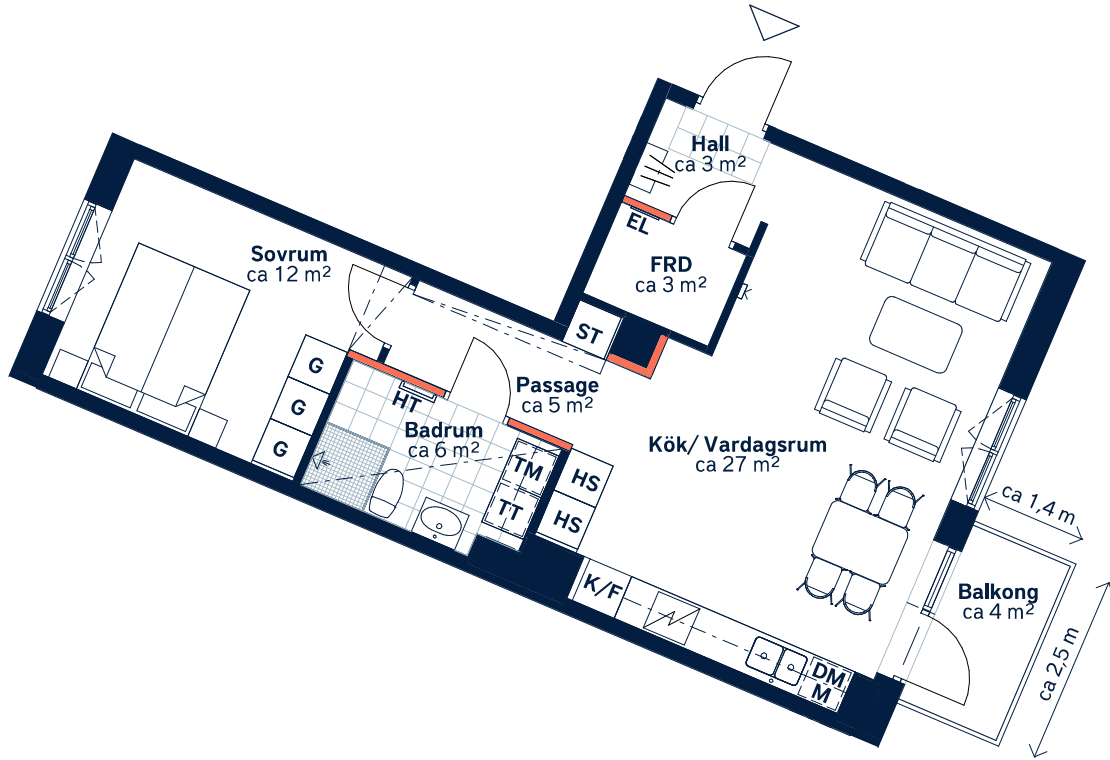 Hall
ca 3 m²
EL
FRD
ca 3 m²
k
Sovrum
ca 12 m²
ST
G
G
G
HT
Passage
ca 5 m²
Badrum
ca 6 m²
TM
TT
HS
HS
Kök/ Vardagsrum
ca 27 m²
K/F
DM
M
ca 1,4 m
Balkong
ca 4 m²
ca 2,5 m